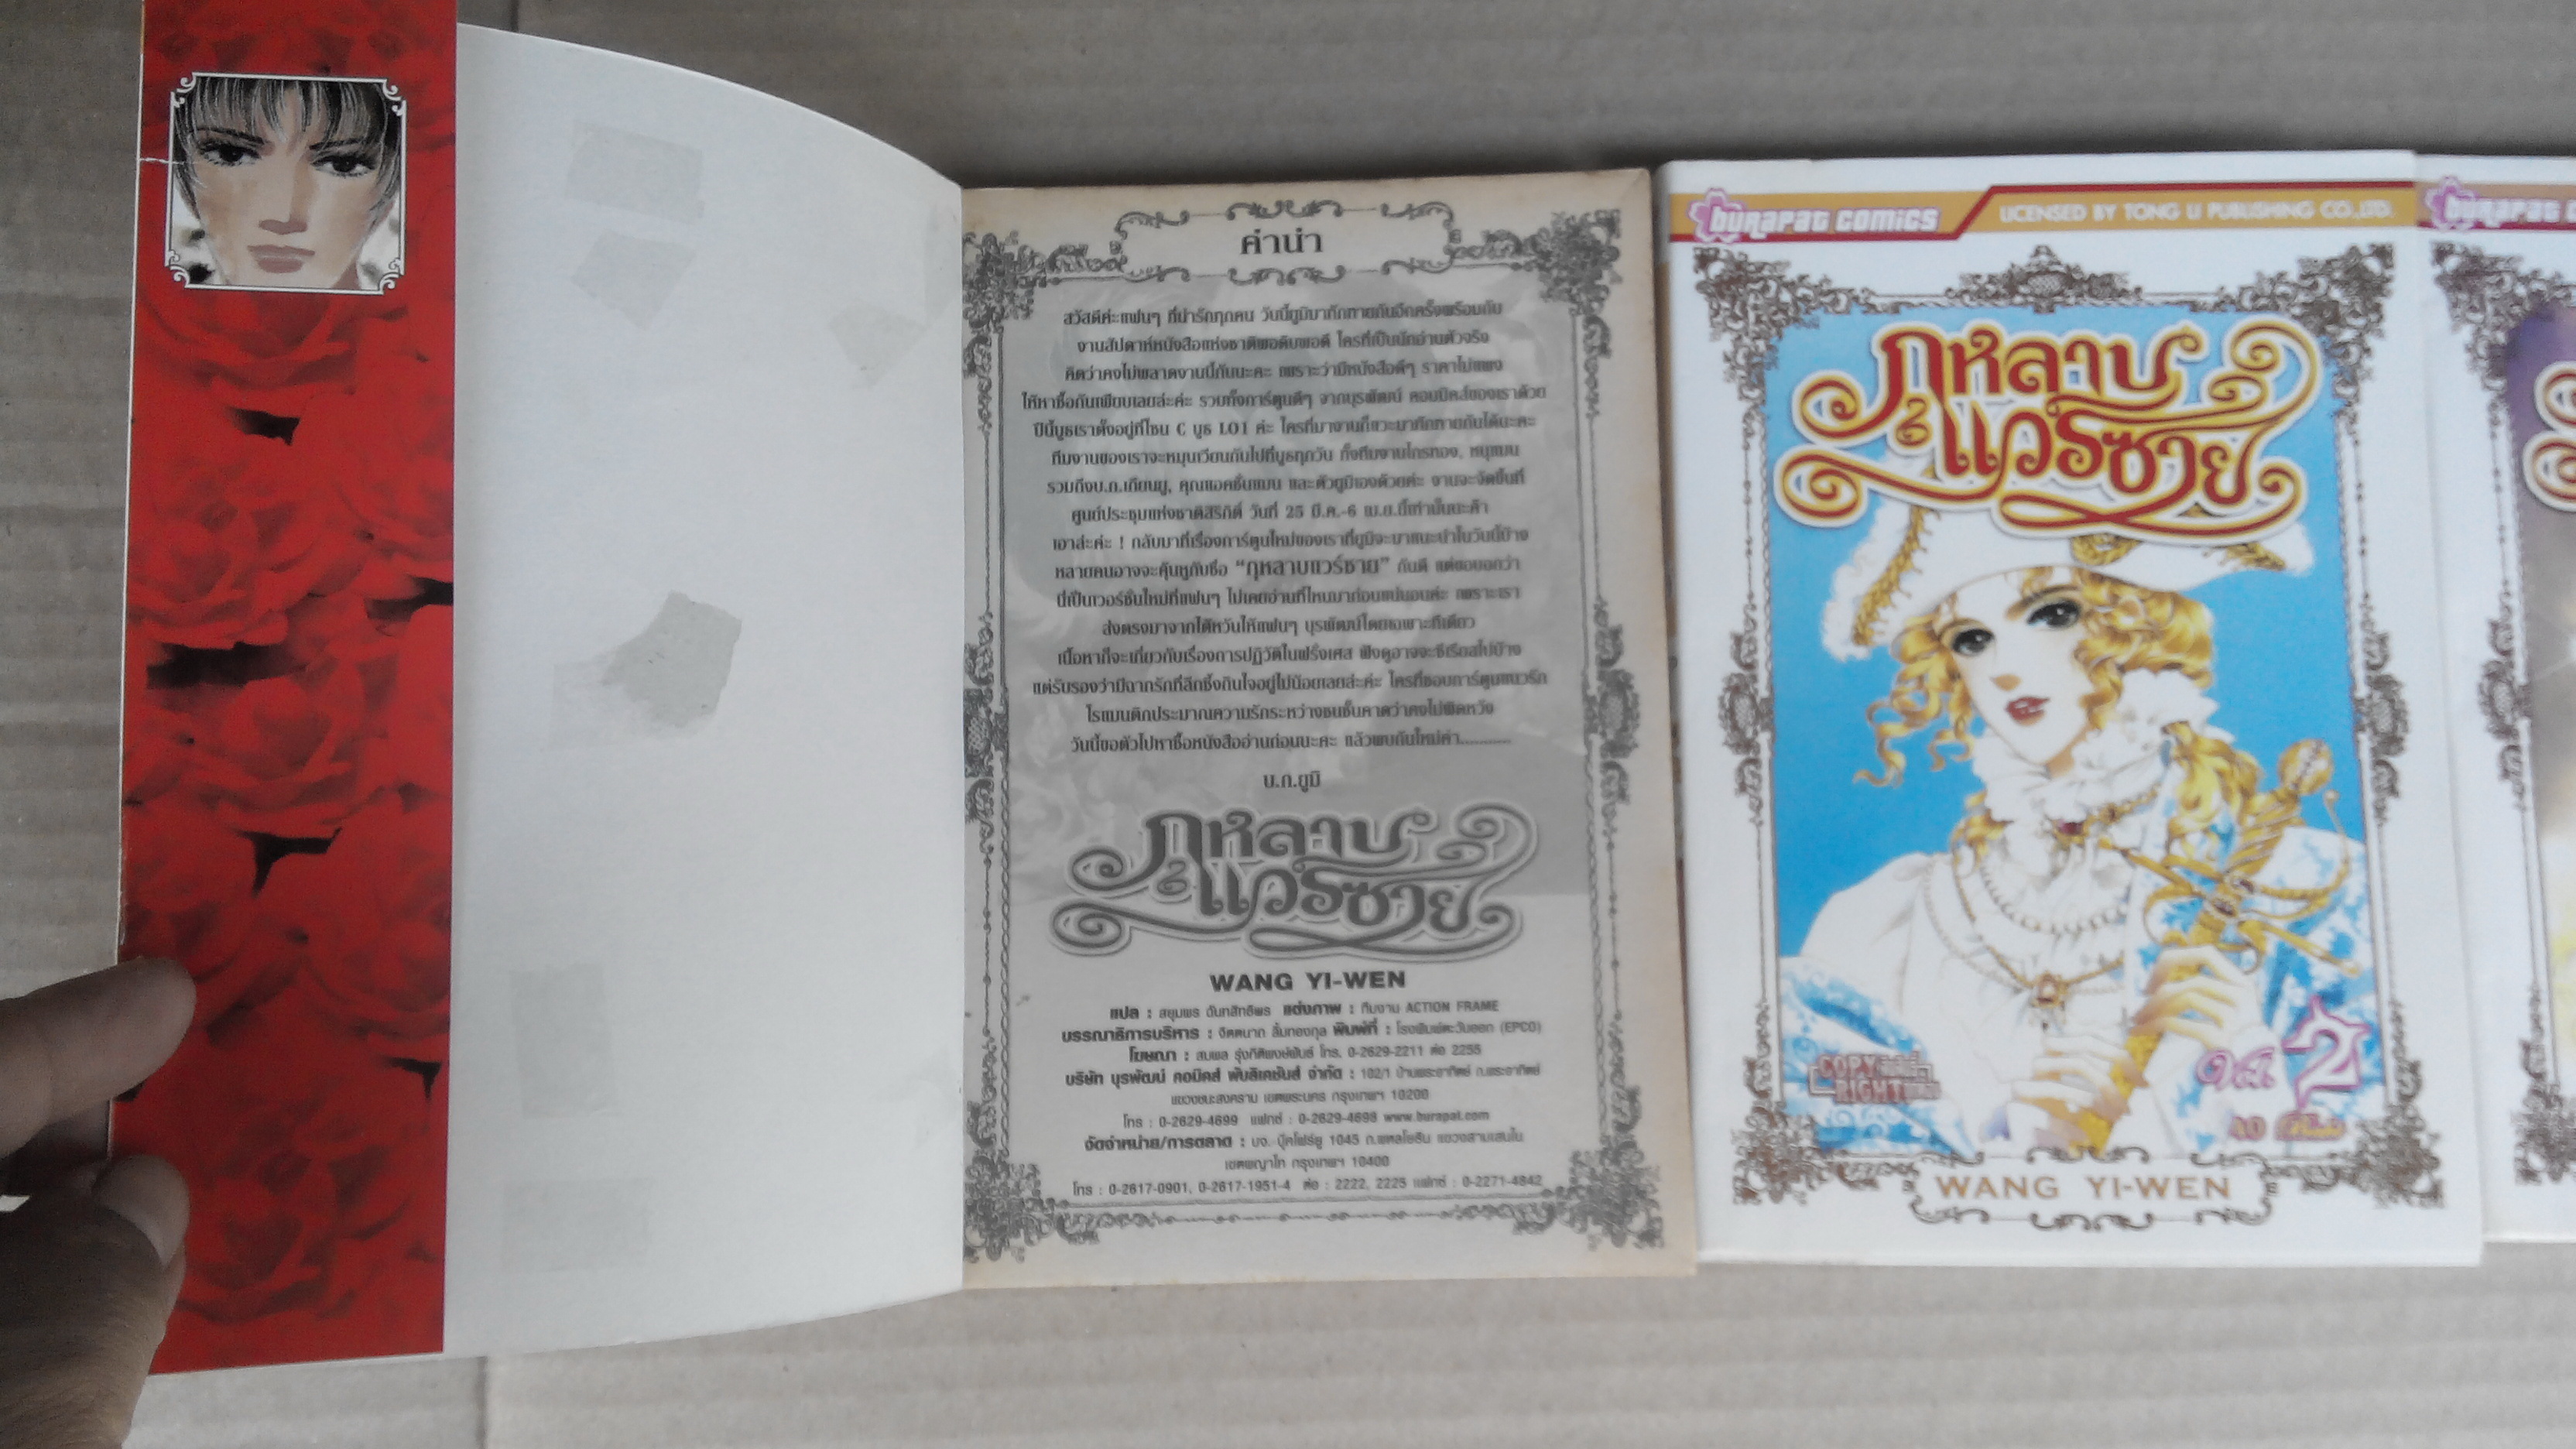 คำนำ
สวัสดีค่ะแฟนๆ ที่น่ารักทุกคน วันนี้ยูมิมาทักทายกันอีกครั้งพร้อมกับ
งานสัปดาห์หนังสือแห่งชาติพอดิบพอดี ใครที่เป็นนักอ่านตัวจริง
คิดว่าคงไม่พลาดงานนี้กันนะคะ เพราะว่ามีหนังสือดีๆ ราคาไม่แพง
ให้หาซื้อกันเพียบเลยล่ะค่ะ รวมทั้งการ์ตูนดีๆ จากบุรพัฒน์ คอมมิคส์ของเราด้วย
ปีนี้บูธเราตั้งอยู่ที่โซน C บูธ LO1 ค่ะ ใครที่มางานก็แวะมาทักทายกันได้นะคะ
ทีมงานของเราจะหมุนเวียนกันไปที่บูธทุกวัน ทั้งทีมงานไกรทอง, หนุแมน
รวมถึงบ.ก.เถียนมู, คุณแอคชั่นแมน และตัวยูมิเองด้วยค่ะ งานจะจัดขึ้นที่
ศูนย์ประชุมแห่งชาติสิริกิติ์ วันที่ 25 มี.ค.-6 เม.ย.นี้เท่านั้นนะค้า
เอาล่ะค่ะ ! กลับมาที่เรื่องการ์ตูนใหม่ของเราที่ยูมิจะมาแนะนำในวันนี้บ้าง
หลายคนอาจจะคุ้นหูกับชื่อ “กุหลาบแวร์ซาย” กันดี แต่ขอบอกว่า
นี่เป็นเวอร์ชั่นใหม่ที่แฟนๆ ไม่เคยอ่านที่ไหนมาก่อนแน่นอนค่ะ เพราะเรา
ส่งตรงมาจากไต้หวันให้แฟนๆ บุรพัฒน์โดยเฉพาะทีเดียว
เนื้อหาก็จะเกี่ยวกับเรื่องการปฏิวัติในฝรั่งเศส ฟังดูอาจจะซีเรียสไปบ้าง
แต่รับรองว่ามีฉากรักที่ลึกซึ้งกินใจอยู่ไม่น้อยเลยล่ะค่ะ ใครที่ชอบการ์ตูนแนวรัก
โรแมนติกประมาณความรักระหว่างชนชั้นคาดว่าคงไม่ผิดหวัง
วันนี้ขอตัวไปหาซื้อหนังสืออ่านก่อนนะคะ แล้วพบกันใหม่ค่า...........
บ.ก.ยูมิ
กุหลาบ
แวร์ซาย
WANG YI-WEN
แปล : สยุมพร ฉันทสิทธิพร แต่งภาพ : ทีมงาน ACTION FRAME
บรรณาธิการบริหาร : จิตตนาถ ลิ้มทองกุล พิมพ์ที่ : โรงพิมพ์ตะวันออก (EPCO)
โฆษณา : สมพล รุ่งกิติพงษ์พันธ์ โทร. 0-2629-2211 ต่อ 2255
บริษัท บุรพัฒน์ คอมิคส์ พับลิเคชันส์ จำกัด : 102/1 บ้านพระอาทิตย์ ถ.พระอาทิตย์
แขวงชนะสงคราม เขตพระนคร กรุงเทพฯ 10200
โทร : 0-2629-4699 แฟกซ์ : 0-2629-4698 www.burapat.com
จัดจำหน่าย/การตลาด : บจ. บุ๊คโฟร์ยู 1045 ถ.พหลโยธิน แขวงสามเสนใน
เขตพญาไท กรุงเทพฯ 10400
โทร : 0-2617-0901, 0-2617-1951-4 ต่อ : 2222, 2225 แฟกซ์ : 0-2271-4842
burapat comics
LICENSED BY TONG LI PUBLISHING CO.,LTD.
กุหลาบ
แวร์ซาย
COPY
RIGHT
เล่ม 2
40
WANG YI-WEN
burapat